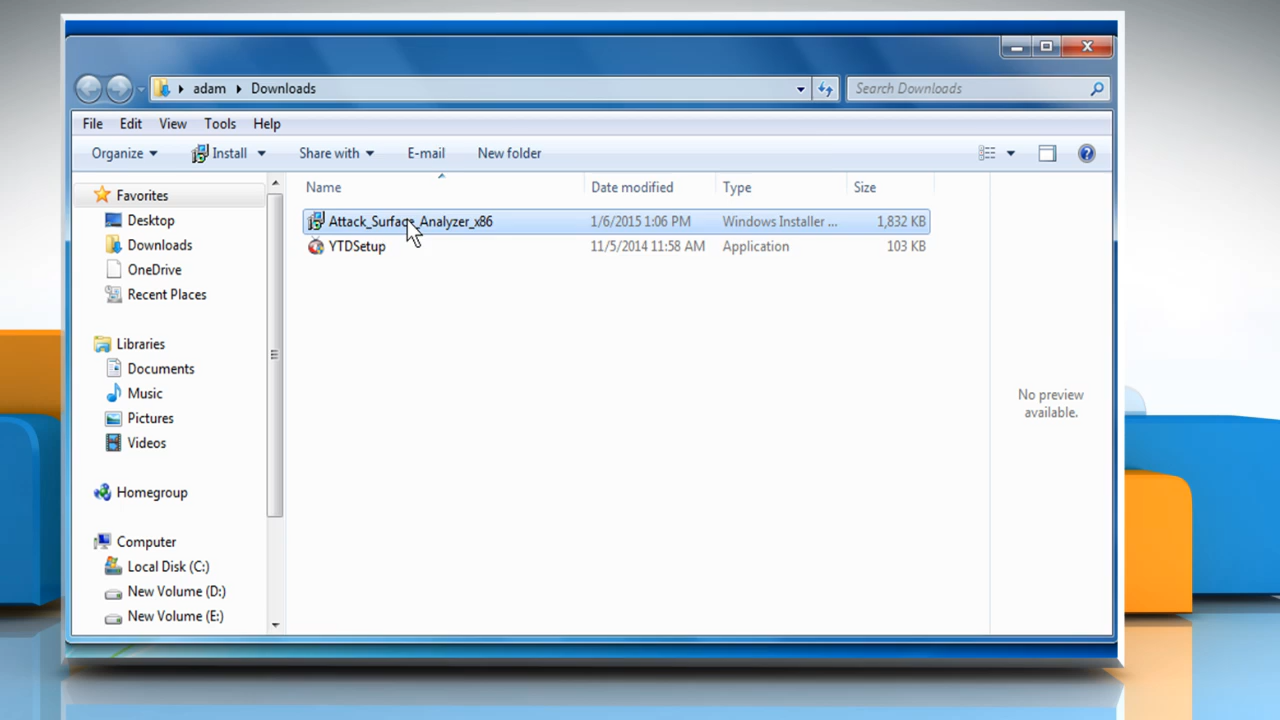 adam Downloads
Search Downloads
File Edit View Tools Help
Organize Install Share with E-mail New folder
Name Date modified Type Size
Attack_Surface_Analyzer_x86 1/6/2015 1:06 PM Windows Installer ... 1,832 KB
YTDSetup 11/5/2014 11:58 AM Application 103 KB
Favorites
Desktop
Downloads
OneDrive
Recent Places
Libraries
Documents
Music
Pictures
Videos
Homegroup
Computer
Local Disk (C:)
New Volume (D:)
New Volume (E:)
No preview
available.